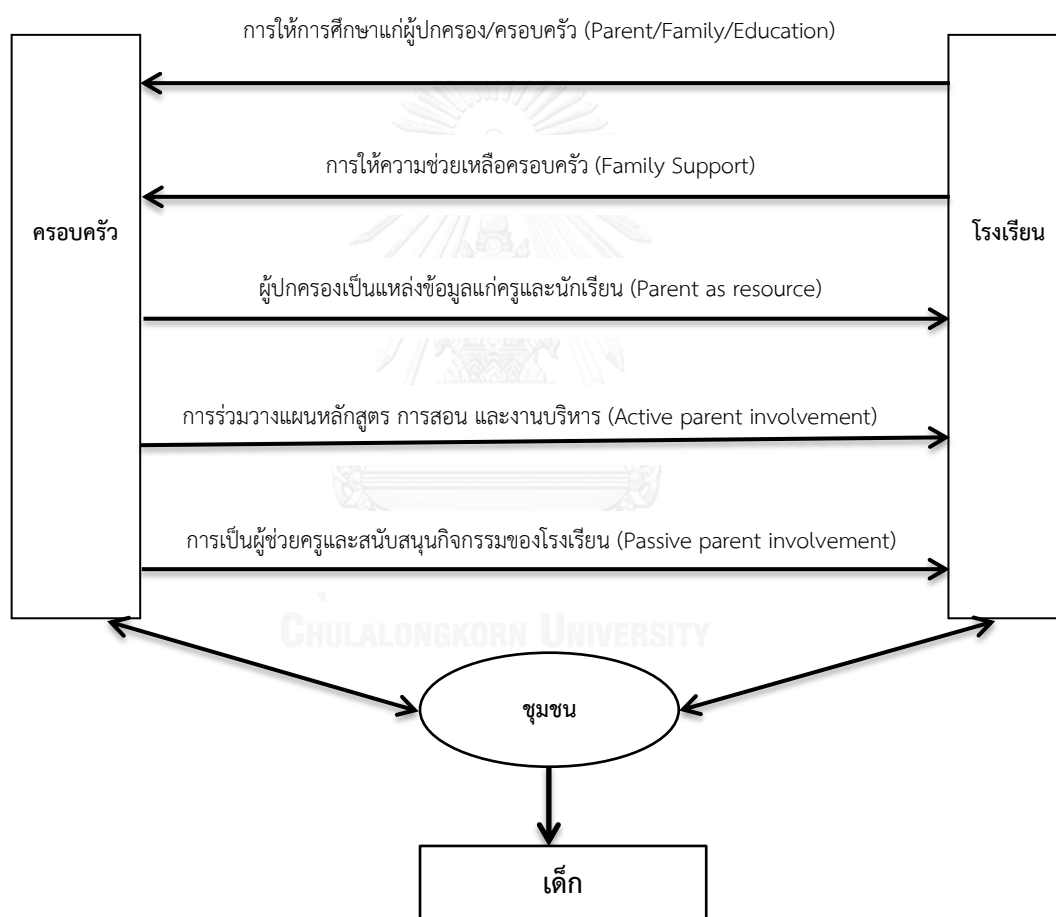 การให้การศึกษาแก่ผู้ปกครอง/ครอบครัว (Parent/Family/Education)
การให้ความช่วยเหลือครอบครัว (Family Support)
ครอบครัว
โรงเรียน
ผู้ปกครองเป็นแหล่งข้อมูลแก่ครูและนักเรียน (Parent as resource)
การร่วมวางแผนหลักสูตร การสอน และงานบริหาร (Active parent involvement)
การเป็นผู้ช่วยครูและสนับสนุนกิจกรรมของโรงเรียน (Passive parent involvement)
CHULALONGKORN UNIVERSITY
ชุมชน
เด็ก